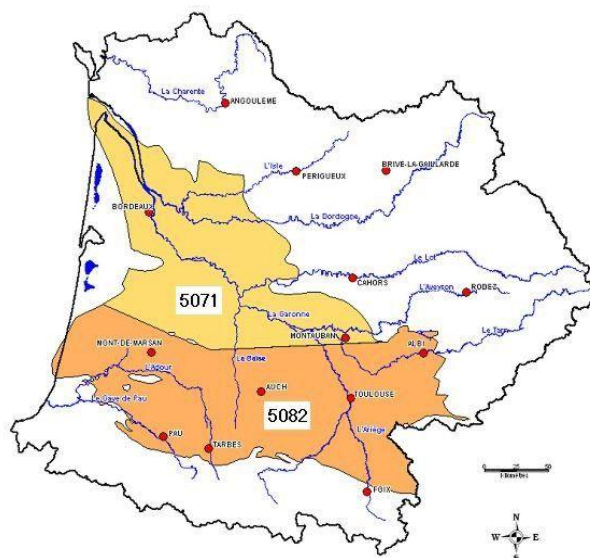 La Charente
ANGOULEME
L'Isle
PERIGUEUX
BRIVE-LA-GAILLARDE
BORDEAUX
La Dordogne
Le Lot
CAHORS
L'Aveyron
RODEZ
5071
La Garonne
MONTAUBAN
Le Tarn
MONT-DE-MARSAN
ALBI
La Baïse
L'Adour
AUCH
TOULOUSE
Le Gave de Pau
5082
PAU
L'Ariège
TARBES
FOIX
Kilomètres
N
W
E
S